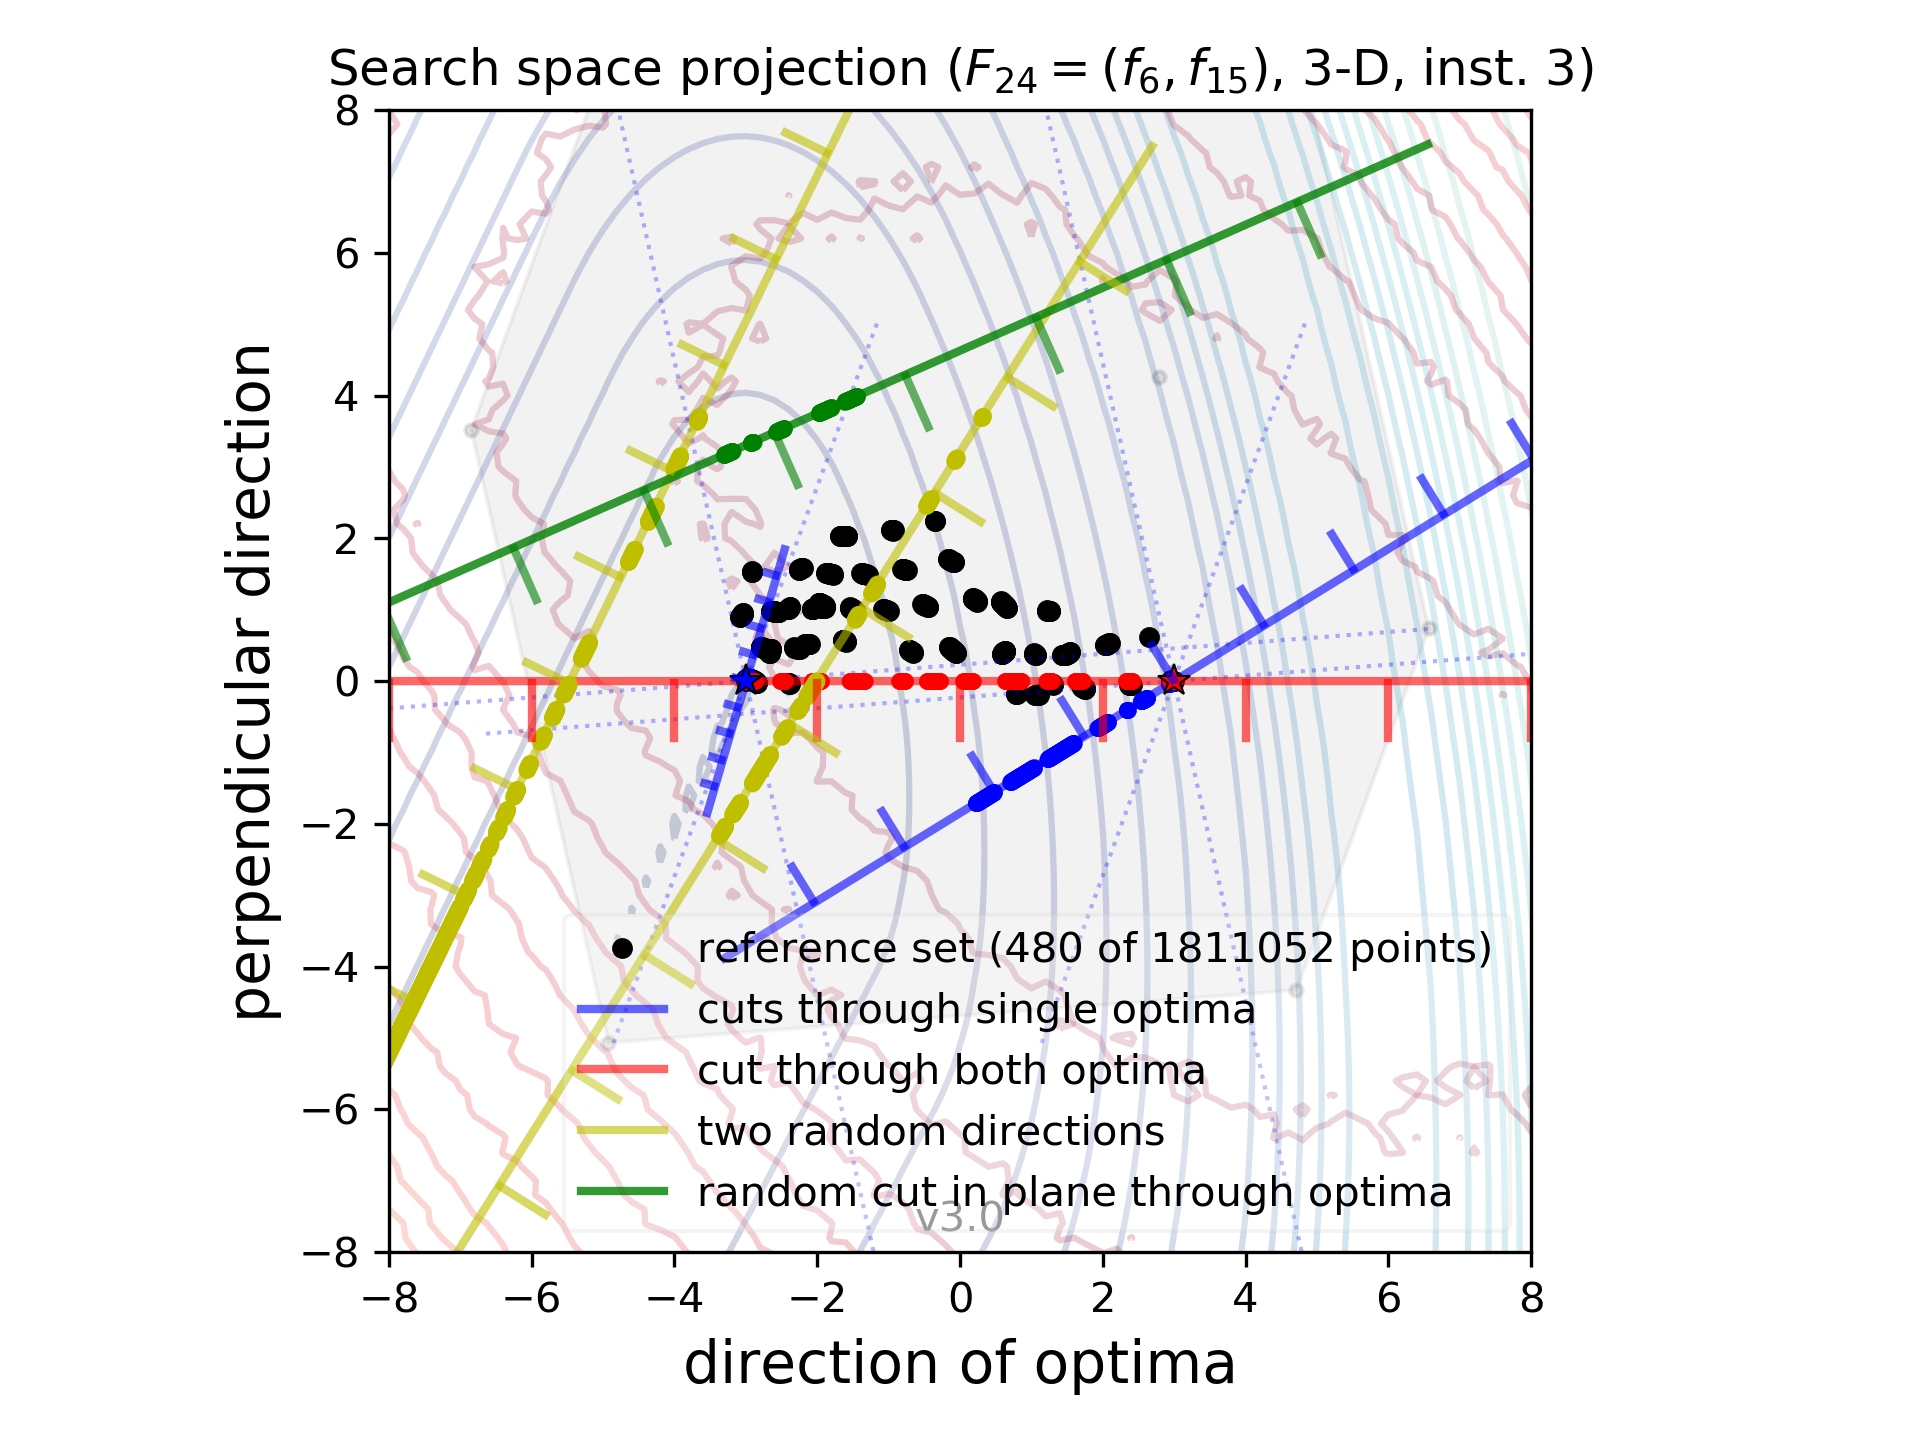 Search space projection (F24 = (f6, f15), 3-D, inst. 3)
8
6
4
2
0
−2
−4
−6
−8
perpendicular direction
reference set (480 of 1811052 points)
cuts through single optima
cut through both optima
two random directions
random cut in plane through optima
v3.0
−8 −6 −4 −2 0 2 4 6 8
direction of optima